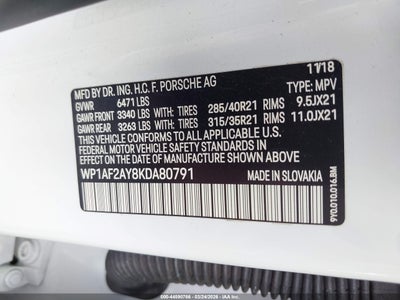 11/18
MFD BY DR. ING. H.C. F. PORSCHE AG
GVWR 6471 LBS TYPE: MPV
GAWR FRONT 3340 LBS WITH TIRES 285/40R21 RIMS 9.5JX21
GAWR REAR 3263 LBS WITH TIRES 315/35R21 RIMS 11.0JX21
THIS VEHICLE CONFORMS TO ALL APPLICABLE U.S.
FEDERAL MOTOR VEHICLE SAFETY STANDARDS IN
EFFECT ON THE DATE OF MANUFACTURE SHOWN ABOVE.
WP1AF2AY8KDA80791 MADE IN SLOVAKIA
9Y0.010.016.BM